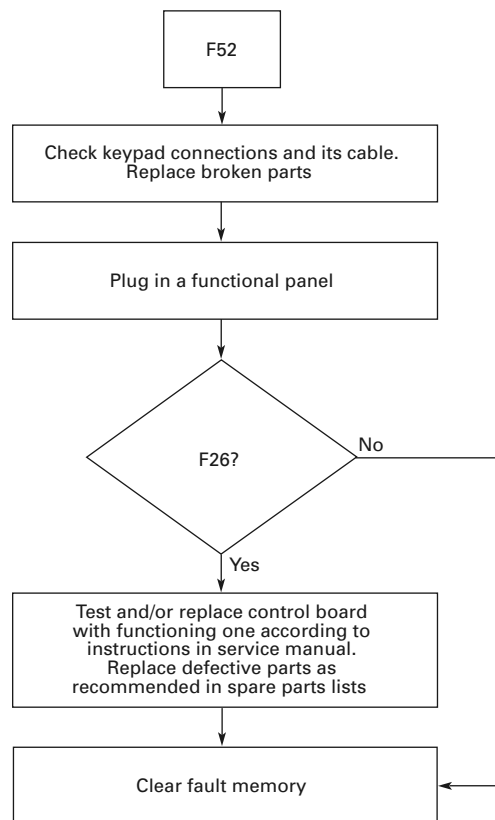 F52
Check keypad connections and its cable.
Replace broken parts
Plug in a functional panel
F26?
No
Yes
Test and/or replace control board
with functioning one according to
instructions in service manual.
Replace defective parts as
recommended in spare parts lists
Clear fault memory